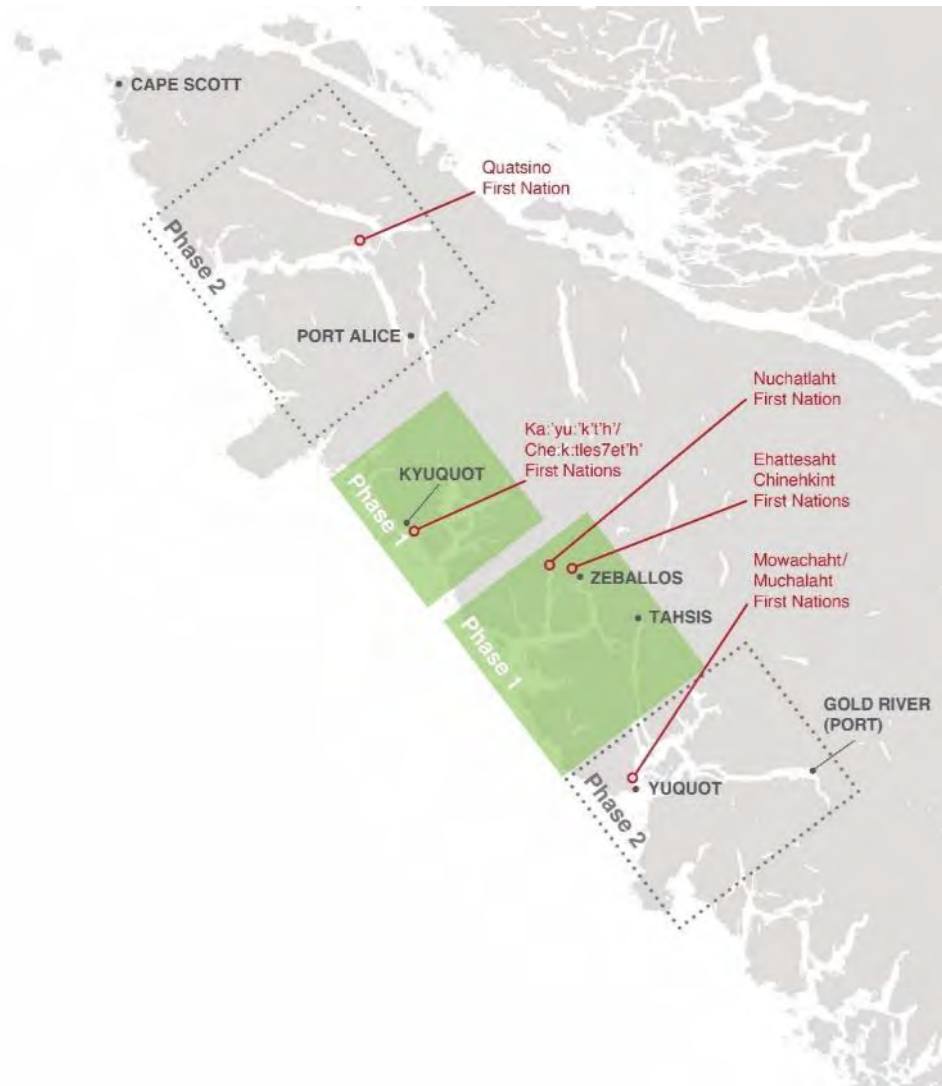 CAPE SCOTT
Quatsino
First Nation
Phase 2
PORT ALICE
Nuchatlaht
First Nation
Ka:'yu:'k't'h'/
Che:k:tles7et'h'
First Nations
KYUQUOT
Phase 1
Ehattesaht
Chinehkint
First Nations
Mowachaht/
Muchalaht
First Nations
ZEBALLOS
TAHSIS
Phase 1
GOLD RIVER
(PORT)
YUQUOT
Phase 2